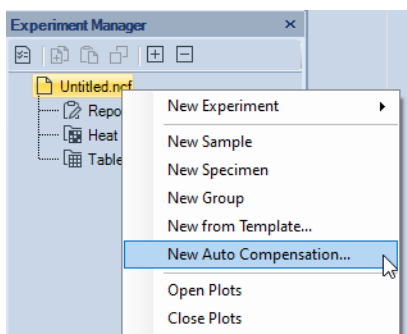 Experiment Manager
Untitled.ncf
Repo
Heat
Table
New Experiment
New Sample
New Specimen
New Group
New from Template...
New Auto Compensation...
Open Plots
Close Plots